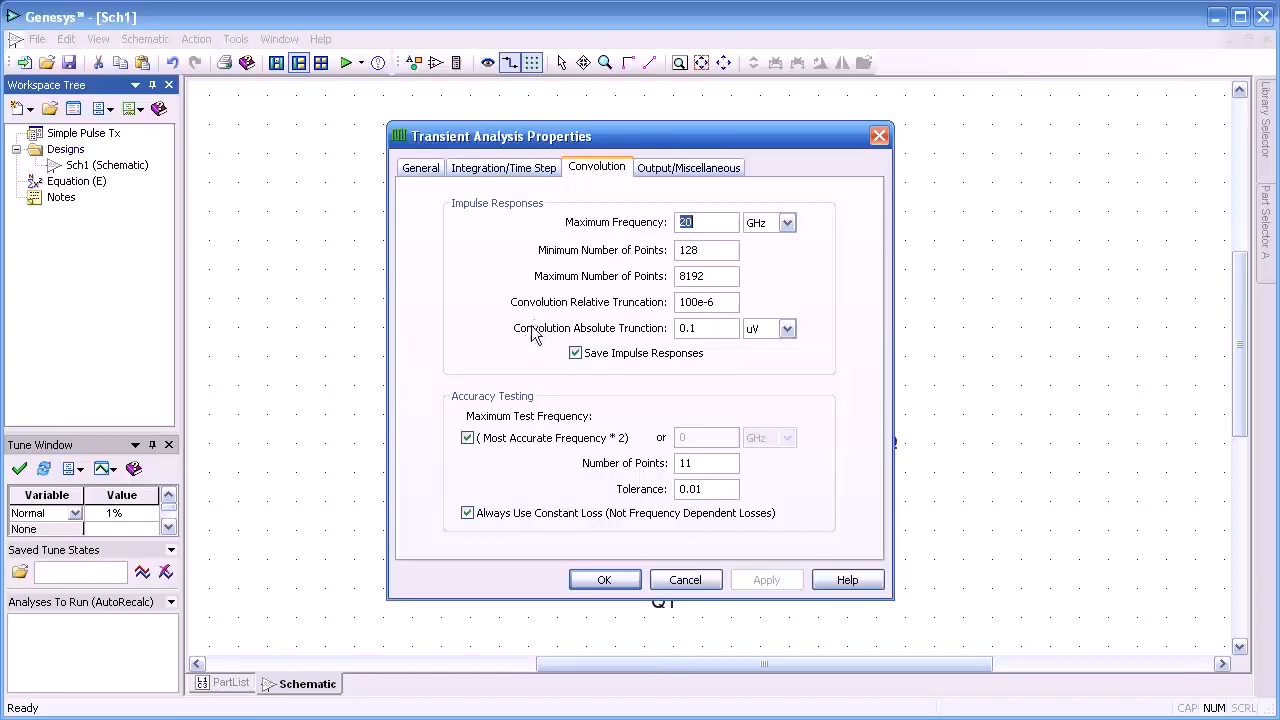 Genesys™ - [Sch1]
File Edit View Schematic Action Tools Window Help
Workspace Tree
Simple Pulse Tx
Designs
Sch1 (Schematic)
Equation (E)
Notes
Tune Window
Variable Value
Normal 1%
None
Saved Tune States
Analyses To Run (AutoRecalc)
Transient Analysis Properties
General Integration/Time Step Convolution Output/Miscellaneous
Impulse Responses
Maximum Frequency: 20 GHz
Minimum Number of Points: 128
Maximum Number of Points: 8192
Convolution Relative Truncation: 100e-6
Convolution Absolute Trunction: 0.1 uV
Save Impulse Responses
Accuracy Testing
Maximum Test Frequency:
( Most Accurate Frequency * 2) or 0 GHz
Number of Points: 11
Tolerance: 0.01
Always Use Constant Loss (Not Frequency Dependent Losses)
OK Cancel Apply Help
Q1
Library Selector
Part Selector A
PartList Schematic
Ready
CAP NUM SCRL